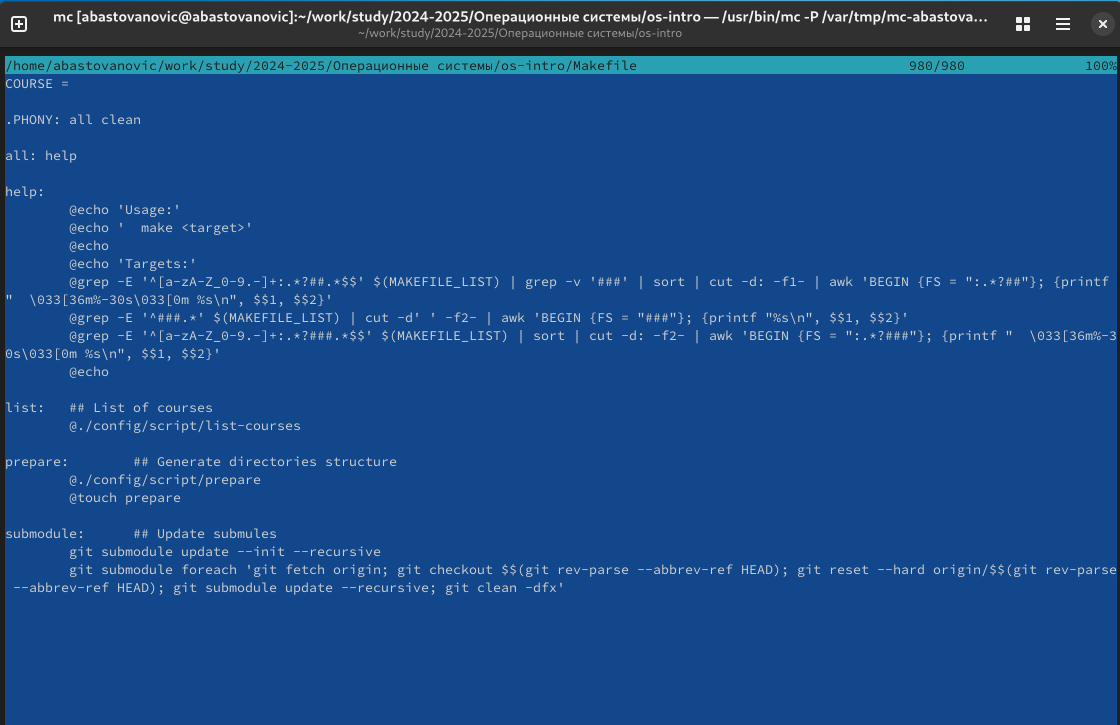 mc [abastovanovic@abastovanovic]:~/work/study/2024-2025/Операционные системы/os-intro — /usr/bin/mc -P /var/tmp/mc-abastova…
~/work/study/2024-2025/Операционные системы/os-intro
/home/abastovanovic/work/study/2024-2025/Операционные системы/os-intro/Makefile 980/980 100%
COURSE =
.PHONY: all clean
all: help
help:
@echo 'Usage:'
@echo '  make <target>'
@echo
@echo 'Targets:'
@grep -E '^[a-zA-Z_0-9.-]+:.*?##.*$$' $(MAKEFILE_LIST) | grep -v '###' | sort | cut -d: -f1- | awk 'BEGIN {FS = ":.*?##"}; {printf
"  \033[36m%-30s\033[0m %s\n", $$1, $$2}'
@grep -E '^###.*' $(MAKEFILE_LIST) | cut -d' ' -f2- | awk 'BEGIN {FS = "###"}; {printf "%s\n", $$1, $$2}'
@grep -E '^[a-zA-Z_0-9.-]+:.*?###.*$$' $(MAKEFILE_LIST) | sort | cut -d: -f2- | awk 'BEGIN {FS = ":.*?###"}; {printf "  \033[36m%-3
0s\033[0m %s\n", $$1, $$2}'
@echo
list:   ## List of courses
@./config/script/list-courses
prepare:        ## Generate directories structure
@./config/script/prepare
@touch prepare
submodule:      ## Update submules
git submodule update --init --recursive
git submodule foreach 'git fetch origin; git checkout $$(git rev-parse --abbrev-ref HEAD); git reset --hard origin/$$(git rev-parse
--abbrev-ref HEAD); git submodule update --recursive; git clean -dfx'